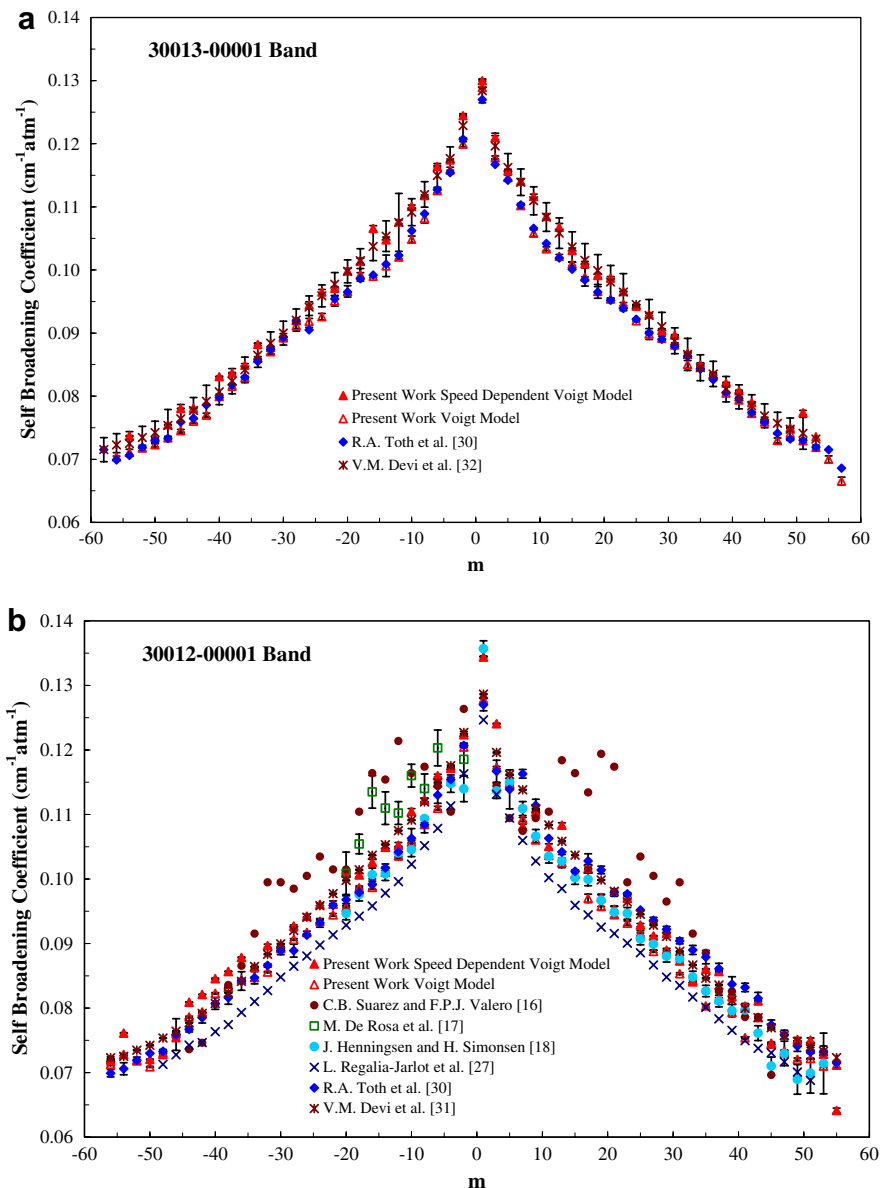 a
30013-00001 Band
Self Broadening Coefficient (cm⁻¹atm⁻¹)
0.14
0.13
0.12
0.11
0.10
0.09
0.08
0.07
0.06
Present Work Speed Dependent Voigt Model
Present Work Voigt Model
R.A. Toth et al. [30]
V.M. Devi et al. [32]
-60 -50 -40 -30 -20 -10 0 10 20 30 40 50 60
m
b
30012-00001 Band
Self Broadening Coefficient (cm⁻¹atm⁻¹)
0.14
0.13
0.12
0.11
0.10
0.09
0.08
0.07
0.06
Present Work Speed Dependent Voigt Model
Present Work Voigt Model
C.B. Suarez and F.P.J. Valero [16]
M. De Rosa et al. [17]
J. Henningsen and H. Simonsen [18]
L. Regalia-Jarlot et al. [27]
R.A. Toth et al. [30]
V.M. Devi et al. [31]
-60 -50 -40 -30 -20 -10 0 10 20 30 40 50 60
m